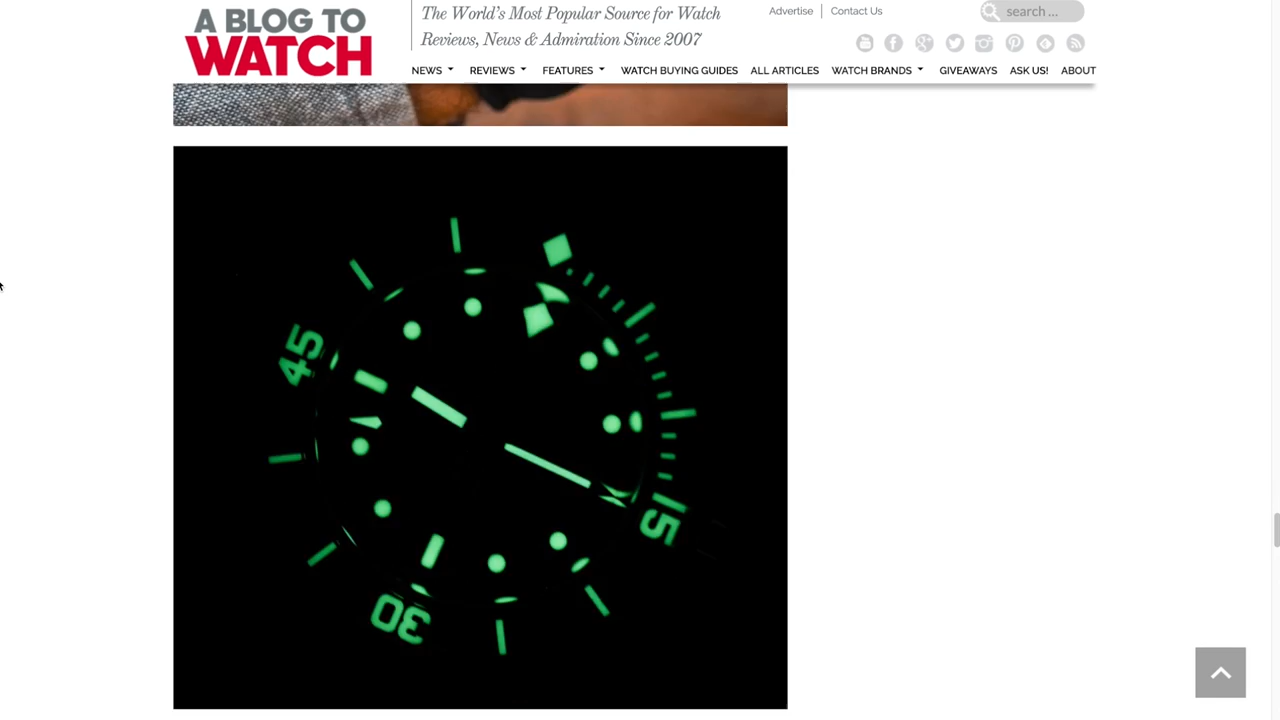 A BLOG TO
WATCH
The World's Most Popular Source for Watch
Reviews, News & Admiration Since 2007
Advertise
Contact Us
search ...
NEWS
REVIEWS
FEATURES
WATCH BUYING GUIDES
ALL ARTICLES
WATCH BRANDS
GIVEAWAYS
ASK US!
ABOUT
45
15
30